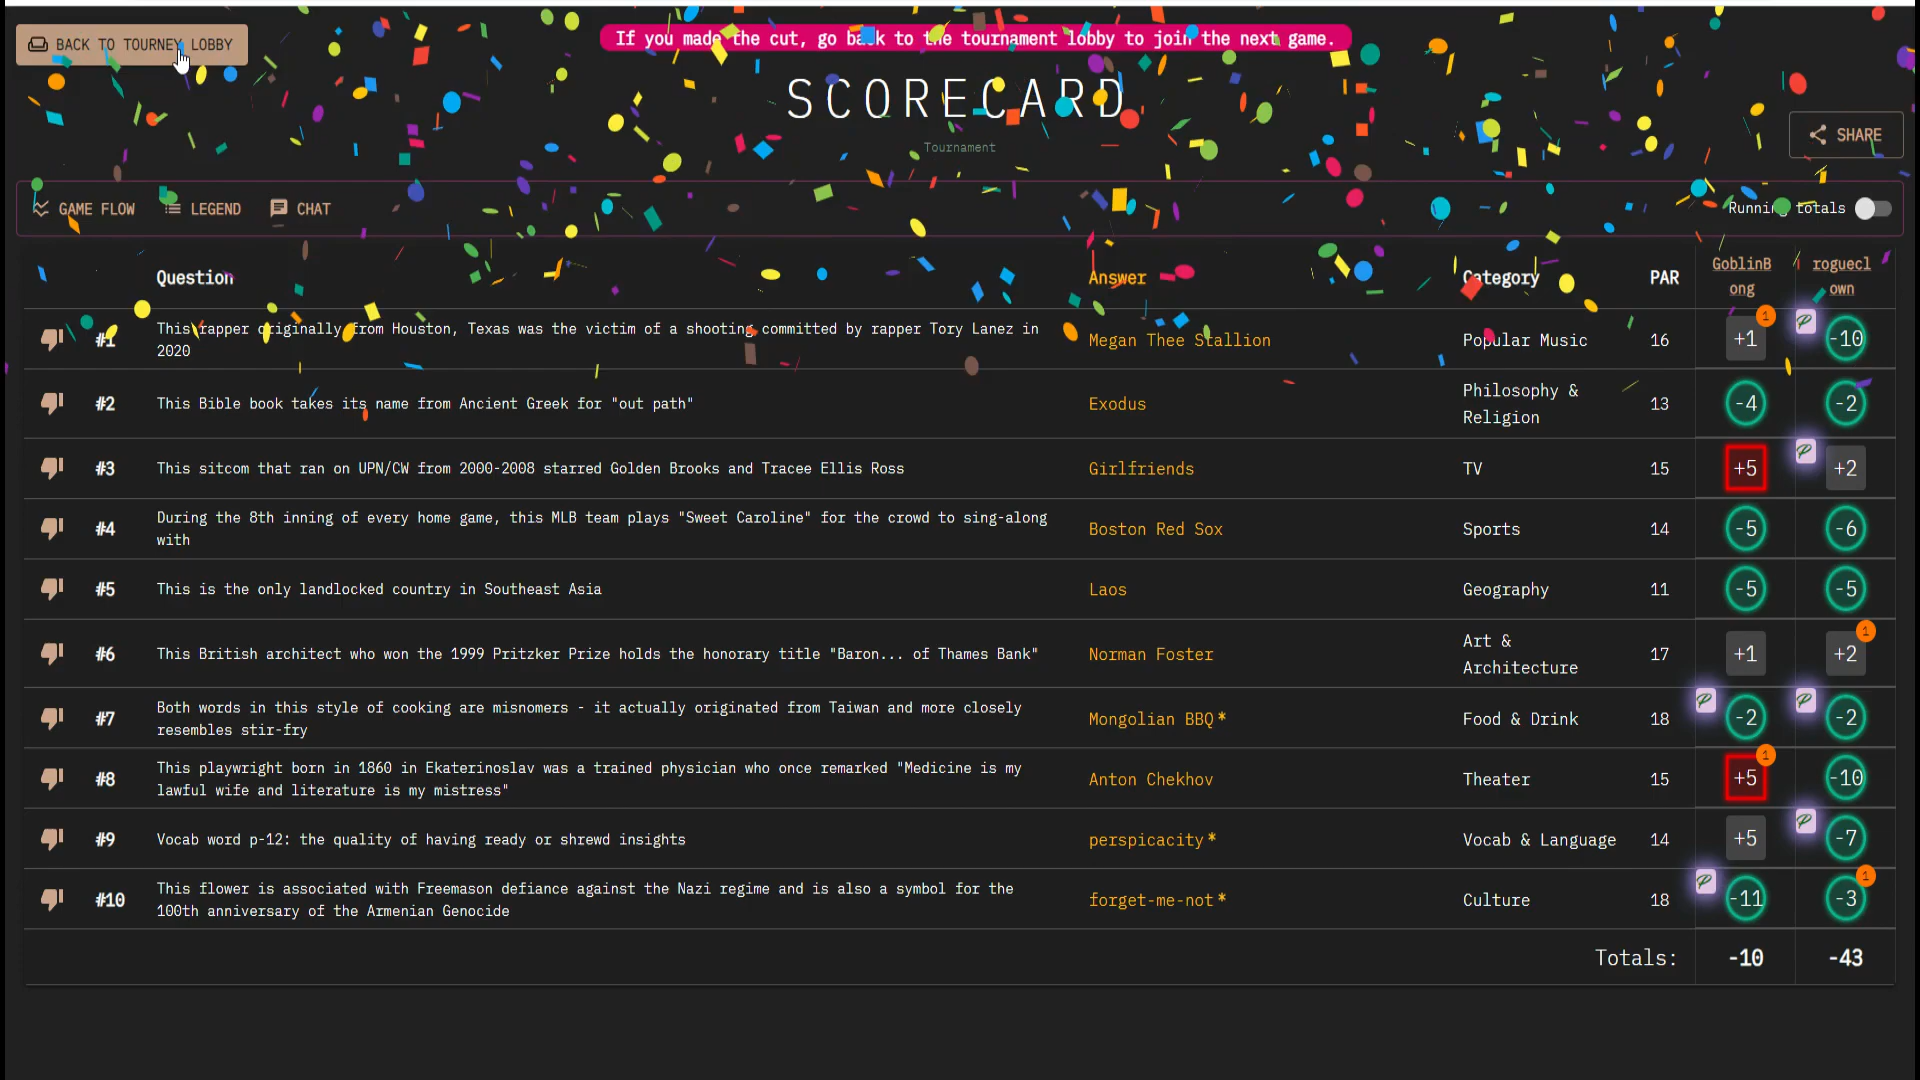 BACK TO TOURNEY LOBBY
If you made the cut, go back to the tournament lobby to join the next game.
SCORECARD
Tournament
SHARE
GAME FLOW
LEGEND
CHAT
Running totals
Question Answer Category PAR GoblinB roguecl
ong own
#1 This rapper originally from Houston, Texas was the victim of a shooting committed by rapper Tory Lanez in
2020
Megan Thee Stallion Popular Music 16 +1 1 -10
#2 This Bible book takes its name from Ancient Greek for "out path" Exodus
Philosophy &
Religion
13 -4 -2
#3 This sitcom that ran on UPN/CW from 2000-2008 starred Golden Brooks and Tracee Ellis Ross Girlfriends TV 15 +5 P +2
#4 During the 8th inning of every home game, this MLB team plays "Sweet Caroline" for the crowd to sing-along
with
Boston Red Sox Sports 14 -5 -6
#5 This is the only landlocked country in Southeast Asia Laos Geography 11 -5 -5
#6 This British architect who won the 1999 Pritzker Prize holds the honorary title "Baron... of Thames Bank" Norman Foster
Art &
Architecture
17 +1 +2 1
#7 Both words in this style of cooking are misnomers - it actually originated from Taiwan and more closely
resembles stir-fry
Mongolian BBQ* Food & Drink 18 P -2 P -2
#8 This playwright born in 1860 in Ekaterinoslav was a trained physician who once remarked "Medicine is my
lawful wife and literature is my mistress"
Anton Chekhov Theater 15 +5 1 -10
#9 Vocab word p-12: the quality of having ready or shrewd insights perspicacity* Vocab & Language 14 +5 P -7
#10 This flower is associated with Freemason defiance against the Nazi regime and is also a symbol for the
100th anniversary of the Armenian Genocide
forget-me-not* Culture 18 P -11 -3 1
Totals: -10 -43